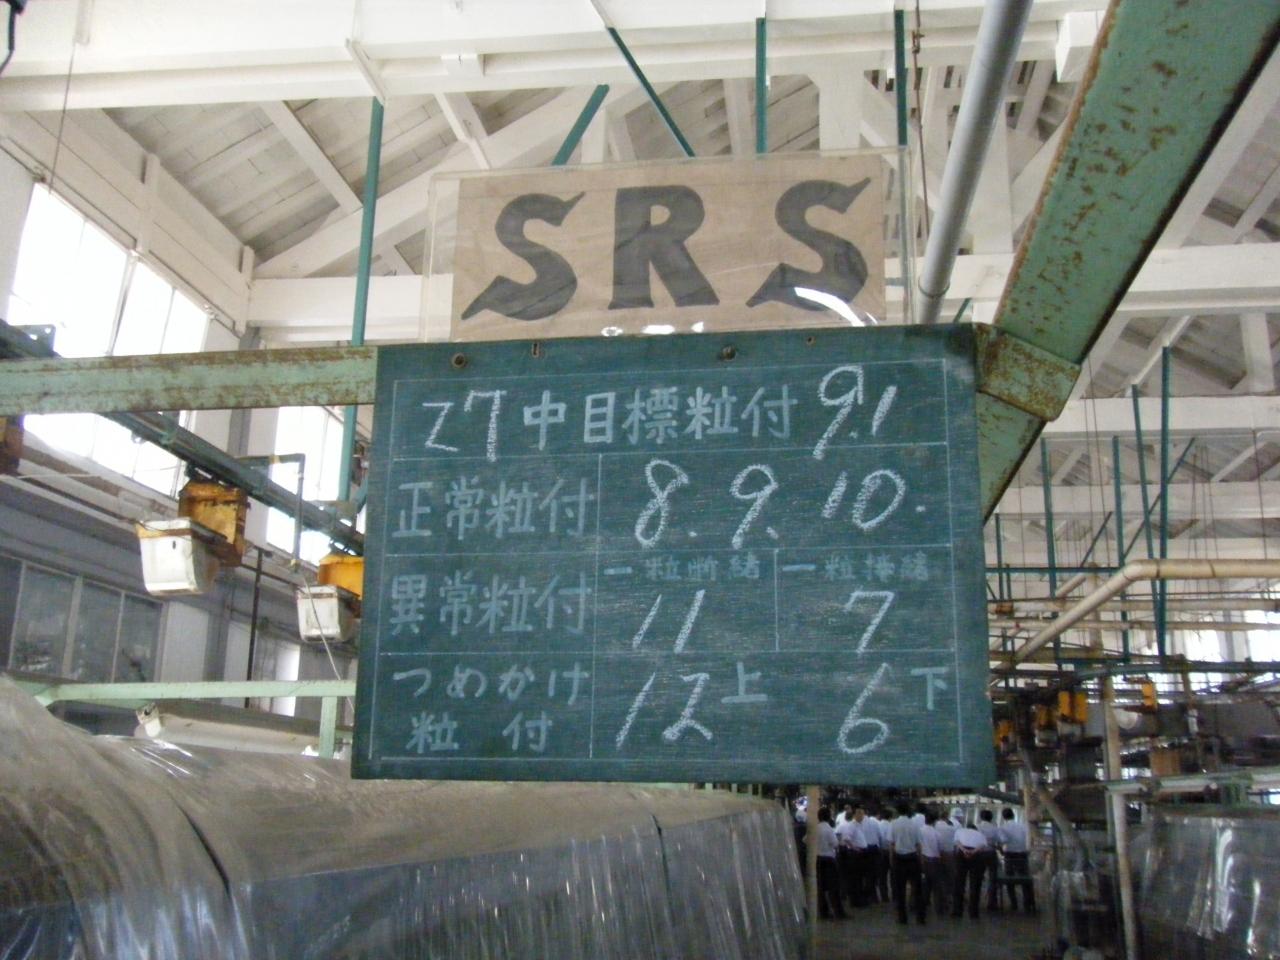 SRS
27中目標粒付 9.1
正常粒付 8. 9. 10.
異常粒付 一粒断緒 11 一粒接緒 7
つめかけ粒付 12上 6下